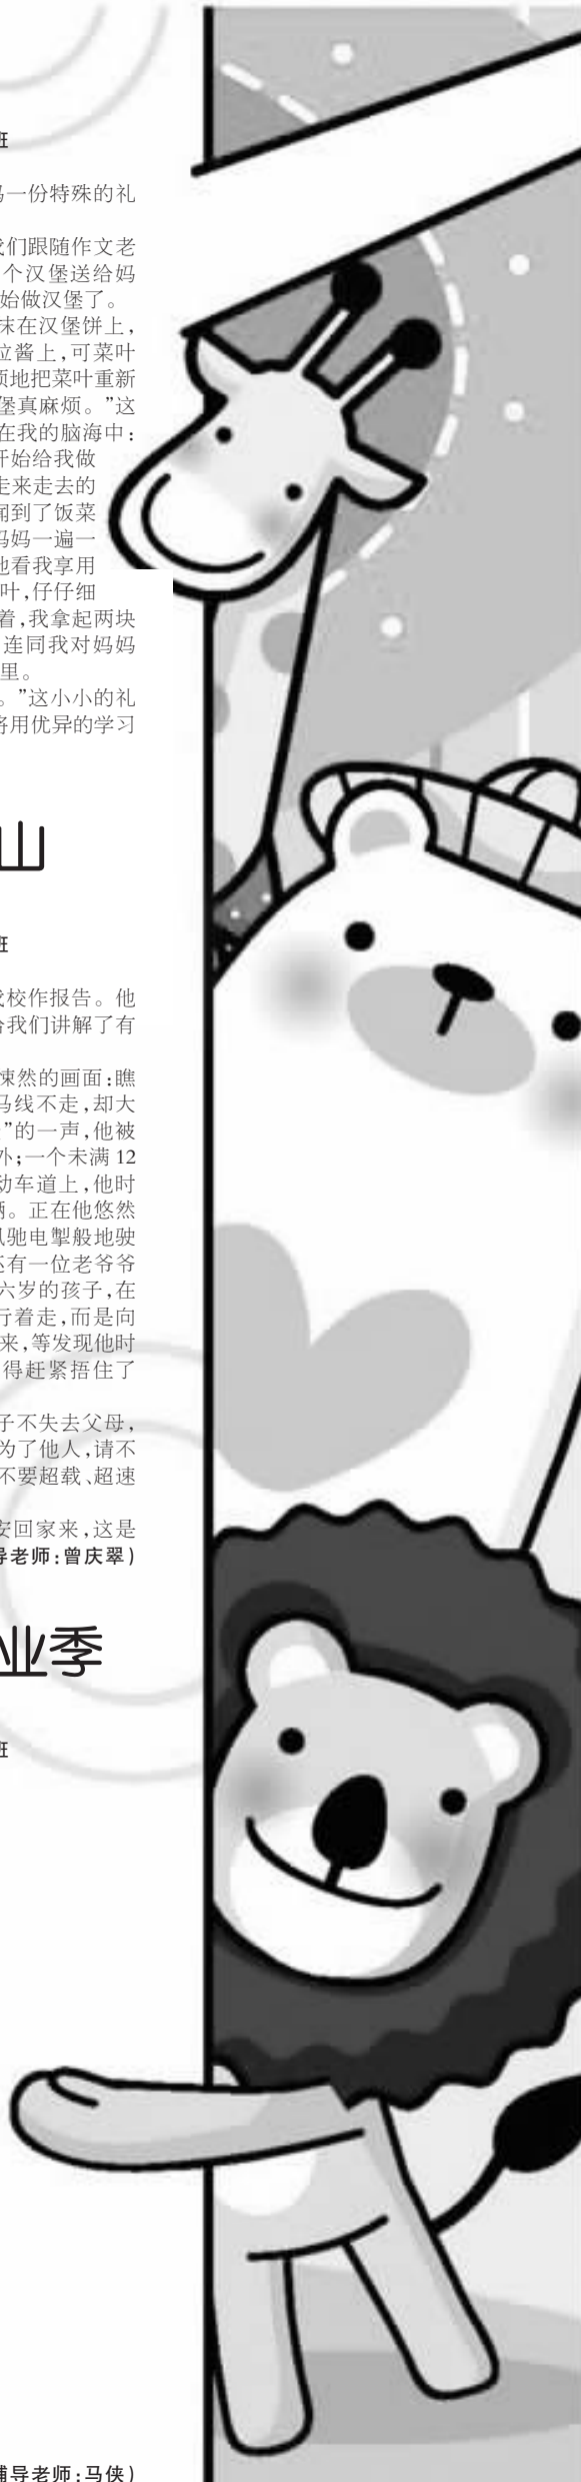 班
妈一份特殊的礼
我们跟随作文老
个汉堡送给妈
始做汉堡了。
抹在汉堡饼上,
拉酱上,可菜叶
烦地把菜叶重新
堡真麻烦。”这
在我的脑海中:
开始给我做
走来走去的
闻到了饭菜
妈妈一遍一
地看我享用
叶,仔仔细
着,我拿起两块
连同我对妈妈
里。
。”这小小的礼
将用优异的学习
山
班
我校作报告。他
给我们讲解了有
悚然的画面:瞧
马线不走,却大
”的一声,他被
外;一个未满 12
动车道上,他时
辆。正在他悠然
风驰电掣般地驶
还有一位老爷爷
六岁的孩子,在
行着走,而是向
来,等发现他时
得赶紧捂住了
子不失去父母,
为了他人,请不
不要超载、超速
安回家来,这是
导老师:曾庆翠)
业季
班
辅导老师:马侠)